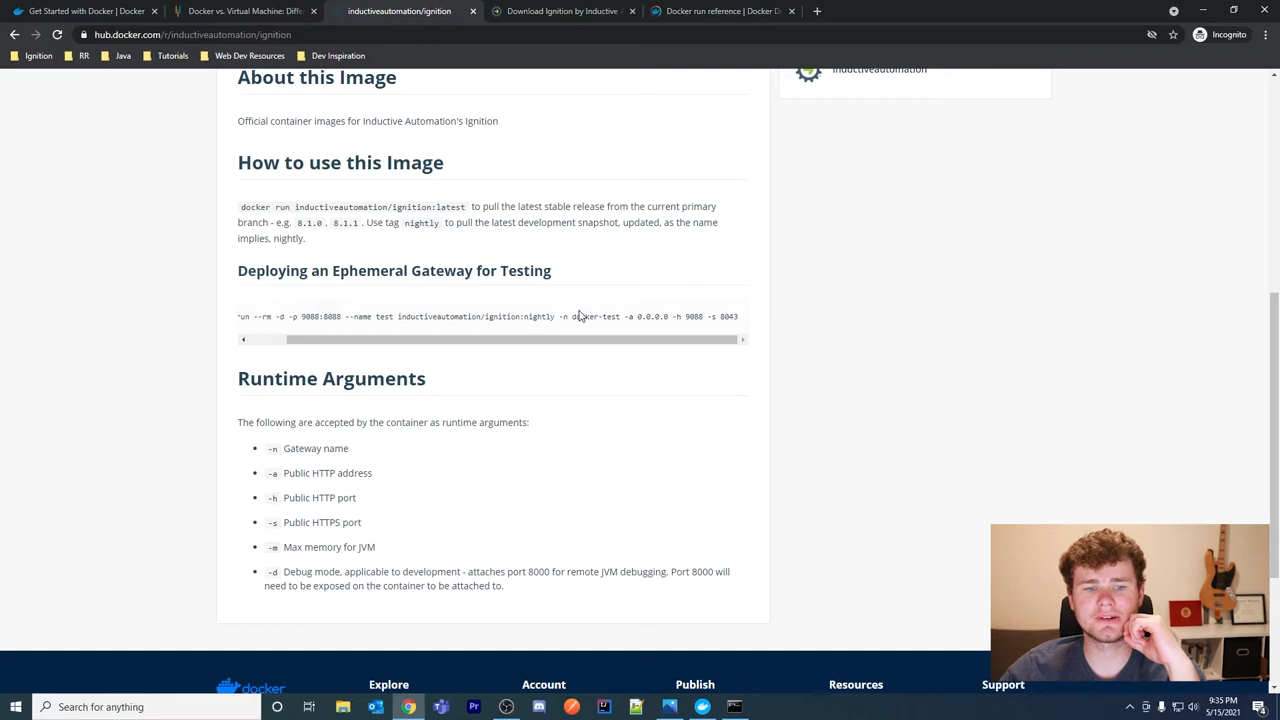 Get Started with Docker | Docker
Docker vs. Vagrant: Diffe
inductiveautomation/ignition
Download Ignition by Inductive A
Docker run reference | Docker D
hub.docker.com/r/inductiveautomation/ignition
Incognito
Ignition
RR
Java
Tutorials
Web Dev Resources
Dev Inspiration
About this Image
inductiveautomation
Official container images for Inductive Automation's Ignition
How to use this Image
docker run inductiveautomation/ignition:latest to pull the latest stable release from the current primary
branch - e.g. 8.1.0, 8.1.1. Use tag nightly to pull the latest development snapshot, updated, as the name
implies, nightly.
Deploying an Ephemeral Gateway for Testing
run --rm -d -p 9088:8088 --name test inductiveautomation/ignition:nightly -n docker-test -a 0.0.0.0 -h 9088 -s 8043
Runtime Arguments
The following are accepted by the container as runtime arguments:
• -n Gateway name
• -a Public HTTP address
• -h Public HTTP port
• -s Public HTTPS port
• -m Max memory for JVM
• -d Debug mode, applicable to development - attaches port 8000 for remote JVM debugging. Port 8000 will
need to be exposed on the container to be attached to.
docker
Explore
Account
Publish
Resources
Support
Search for anything
9:35 PM
5/15/2021